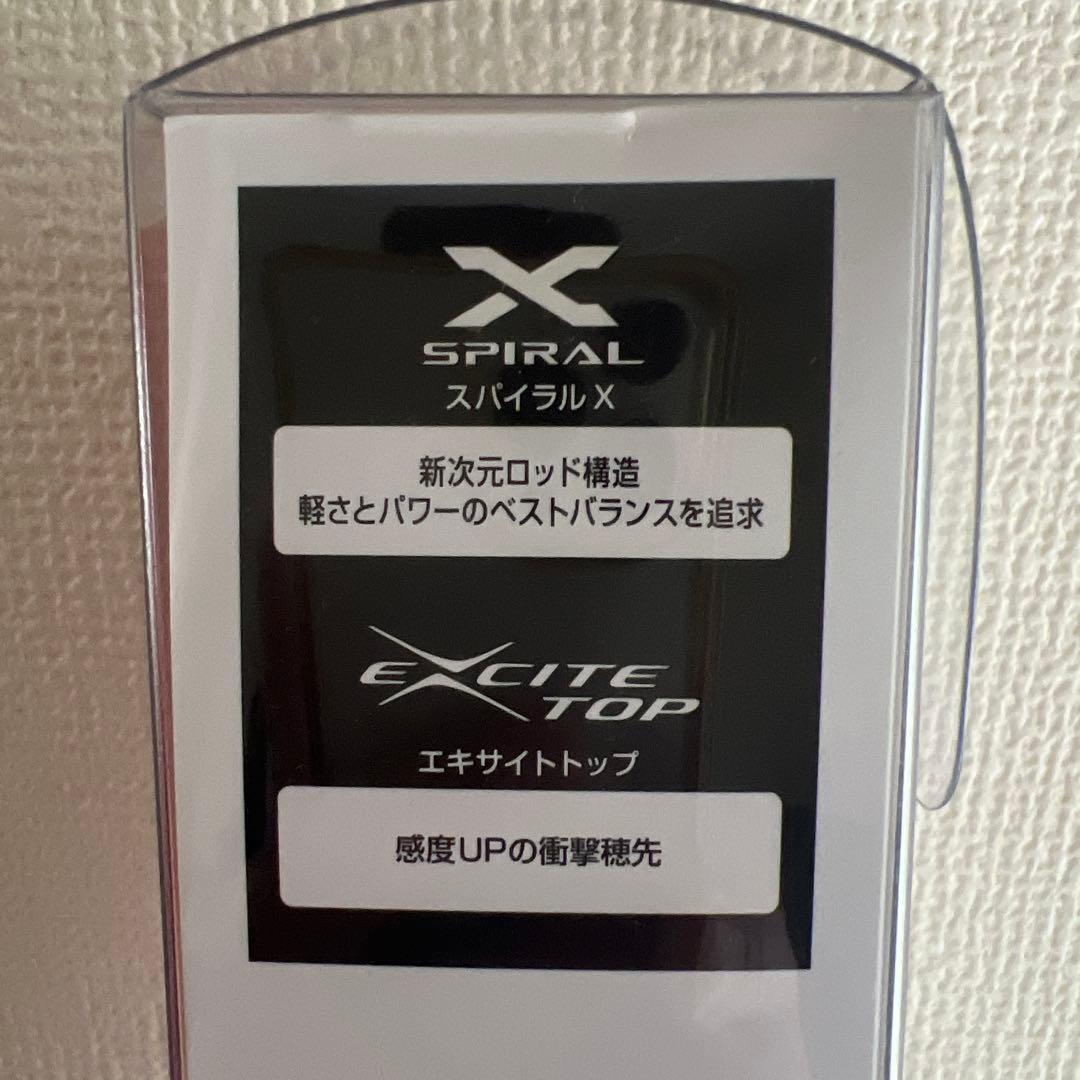 X
SPIRAL
スパイラルX
新次元ロッド構造
軽さとパワーのベストバランスを追求
EXCITE
TOP
エキサイトトップ
感度UPの衝撃穂先